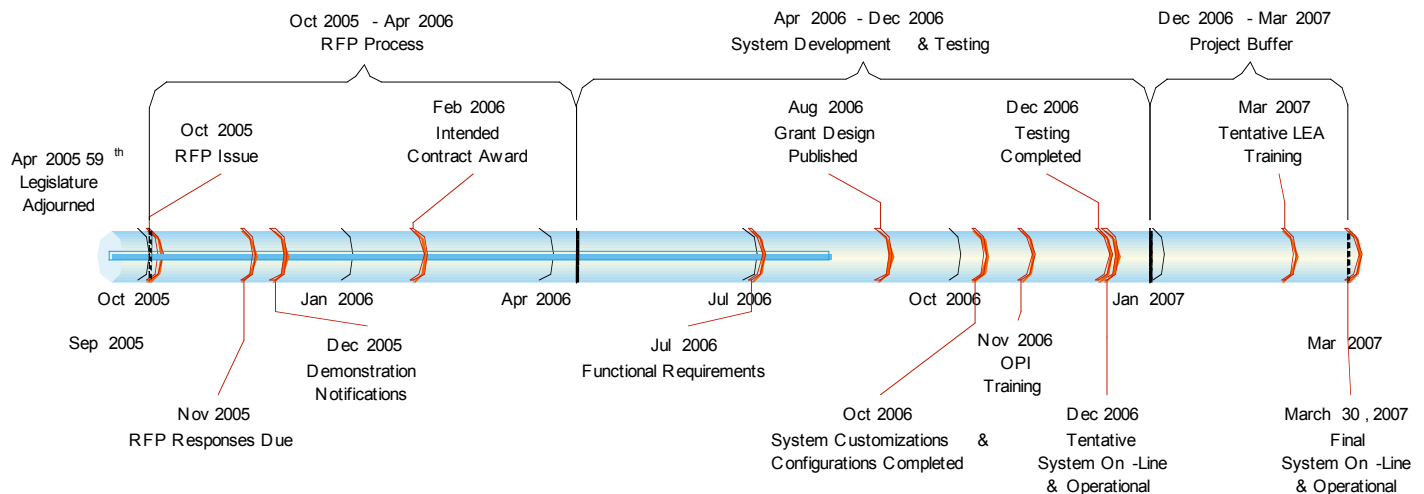 Oct 2005 - Apr 2006
RFP Process
Apr 2006 - Dec 2006
System Development & Testing
Dec 2006 - Mar 2007
Project Buffer
Apr 2005 59 th
Legislature
Adjourned
Oct 2005
RFP Issue
Feb 2006
Intended
Contract Award
Aug 2006
Grant Design
Published
Dec 2006
Testing
Completed
Mar 2007
Tentative LEA
Training
Oct 2005
Jan 2006
Apr 2006
Jul 2006
Oct 2006
Jan 2007
Sep 2005
Mar 2007
Nov 2005
RFP Responses Due
Dec 2005
Demonstration
Notifications
Jul 2006
Functional Requirements
Oct 2006
System Customizations &
Configurations Completed
Nov 2006
OPI
Training
Dec 2006
Tentative
System On -Line
& Operational
March 30 , 2007
Final
System On -Line
& Operational